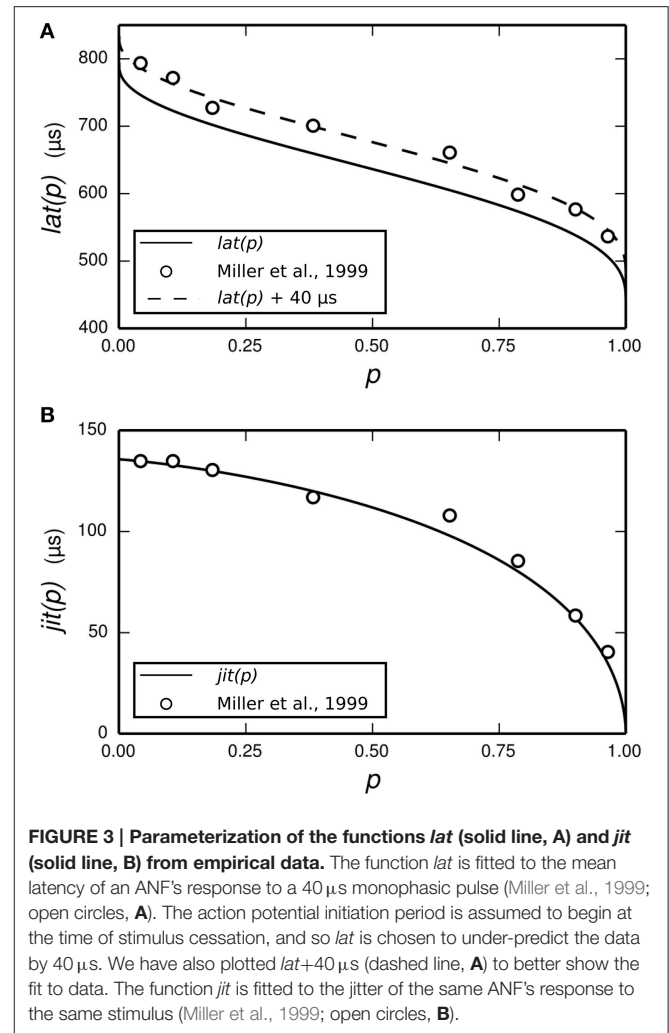 A
800
700
600
500
400
lat(p) (μs)
lat(p)
Miller et al., 1999
lat(p) + 40 μs
0.00 0.25 0.50 0.75 1.00
p
B
150
100
50
0
jit(p) (μs)
jit(p)
Miller et al., 1999
0.00 0.25 0.50 0.75 1.00
p
FIGURE 3 | Parameterization of the functions lat (solid line, A) and jit
(solid line, B) from empirical data. The function lat is fitted to the mean
latency of an ANF's response to a 40 μs monophasic pulse (Miller et al., 1999;
open circles, A). The action potential initiation period is assumed to begin at
the time of stimulus cessation, and so lat is chosen to under-predict the data
by 40 μs. We have also plotted lat+40 μs (dashed line, A) to better show the
fit to data. The function jit is fitted to the jitter of the same ANF's response to
the same stimulus (Miller et al., 1999; open circles, B).